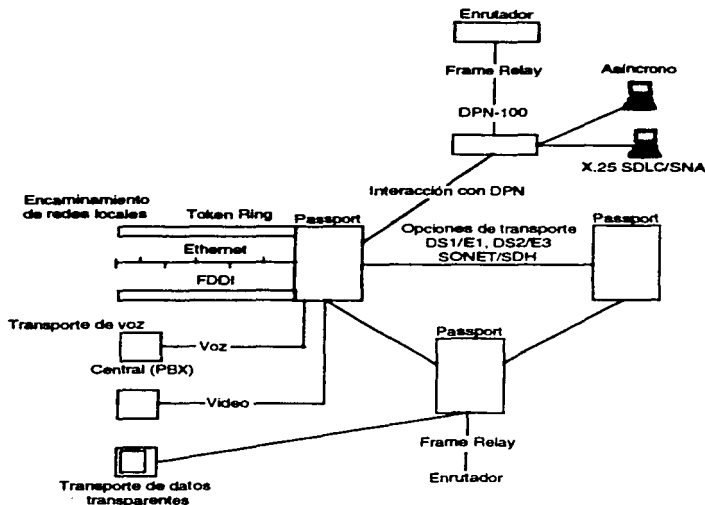 Enrutador
Frame Relay
Asíncrono
DPN-100
X.25 SDLC/SNA
Interacción con DPN
Encaminamiento
de redes locales
Token Ring
Passport
Opciones de transporte
DS1/E1, DS2/E3
SONET/SDH
Passport
Ethernet
FDDI
Transporte de voz
Voz
Central (PBX)
Passport
Video
Frame Relay
Enrutador
Transporte de datos
transparentes